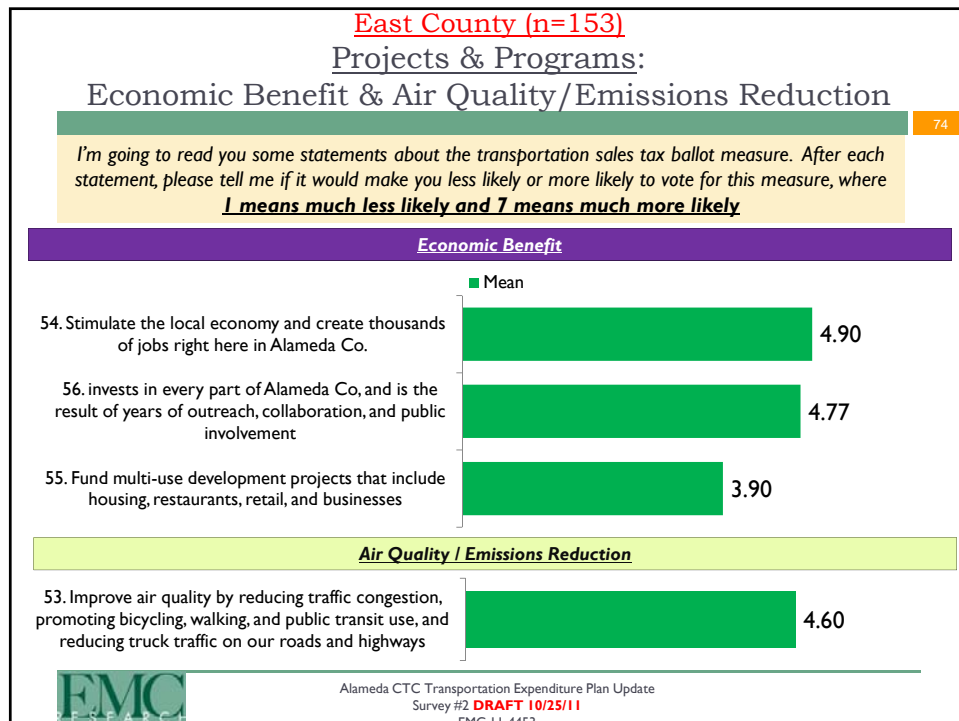 East County (n=153)
Projects & Programs:
Economic Benefit & Air Quality/Emissions Reduction
74
I'm going to read you some statements about the transportation sales tax ballot measure. After each
statement, please tell me if it would make you less likely or more likely to vote for this measure, where
1 means much less likely and 7 means much more likely
Economic Benefit
Mean
54. Stimulate the local economy and create thousands
of jobs right here in Alameda Co.
4.90
56. invests in every part of Alameda Co, and is the
result of years of outreach, collaboration, and public
involvement
4.77
55. Fund multi-use development projects that include
housing, restaurants, retail, and businesses
3.90
Air Quality / Emissions Reduction
53. Improve air quality by reducing traffic congestion,
promoting bicycling, walking, and public transit use, and
reducing truck traffic on our roads and highways
4.60
EMC
RESEARCH
Alameda CTC Transportation Expenditure Plan Update
Survey #2 DRAFT 10/25/11
EMC 11-4452